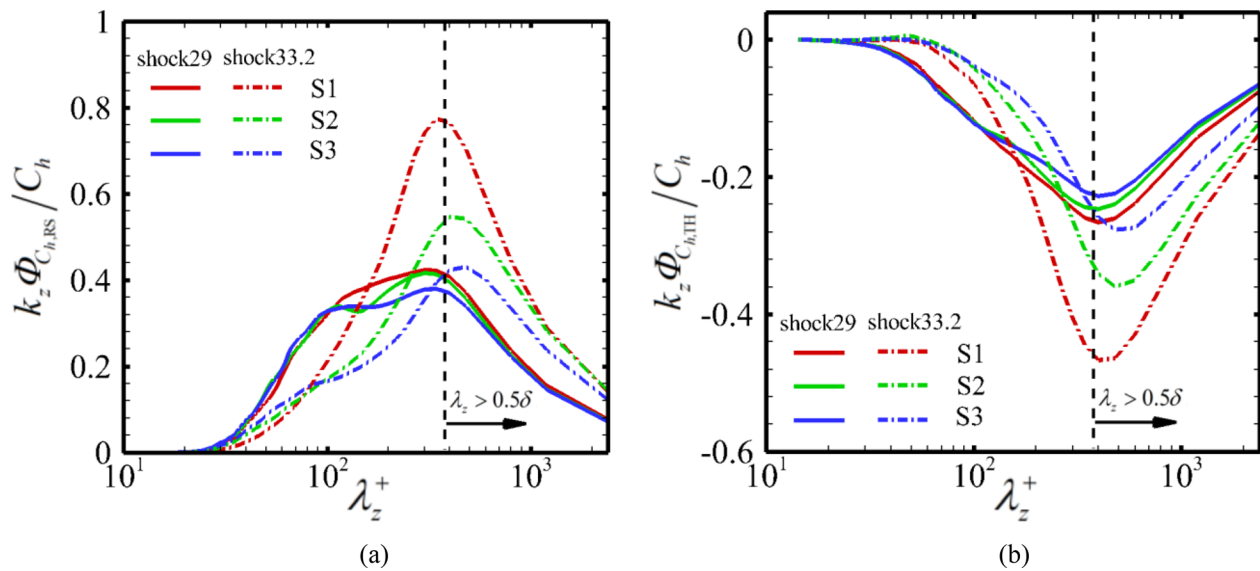 shock29 shock33.2
S1
S2
S3
λ_z > 0.5δ
k_z Φ_{C_{h,RS}} / C_h
1
0.8
0.6
0.4
0.2
0
10^1
10^2
10^3
λ_z^+
(a)
shock29 shock33.2
S1
S2
S3
λ_z > 0.5δ
k_z Φ_{C_{h,TH}} / C_h
0
-0.2
-0.4
-0.6
10^1
10^2
10^3
λ_z^+
(b)